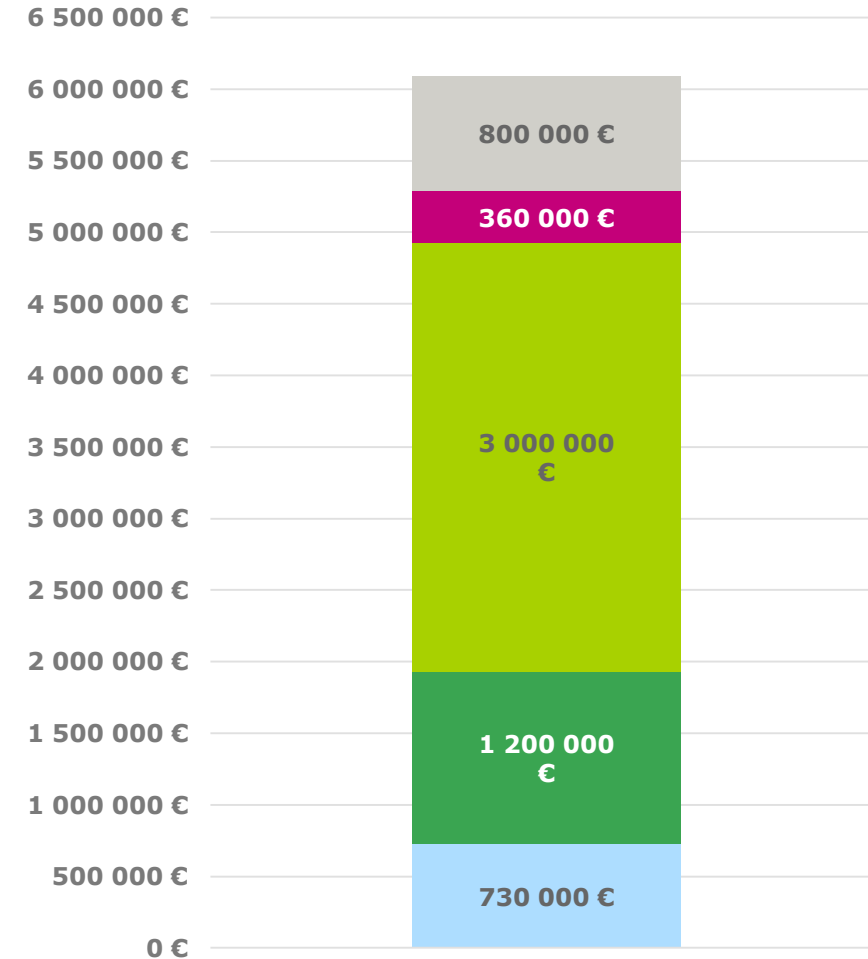 6 500 000 €
6 000 000 €
5 500 000 €
5 000 000 €
4 500 000 €
4 000 000 €
3 500 000 €
3 000 000 €
2 500 000 €
2 000 000 €
1 500 000 €
1 000 000 €
500 000 €
0 €
800 000 €
360 000 €
3 000 000
€
1 200 000
€
730 000 €